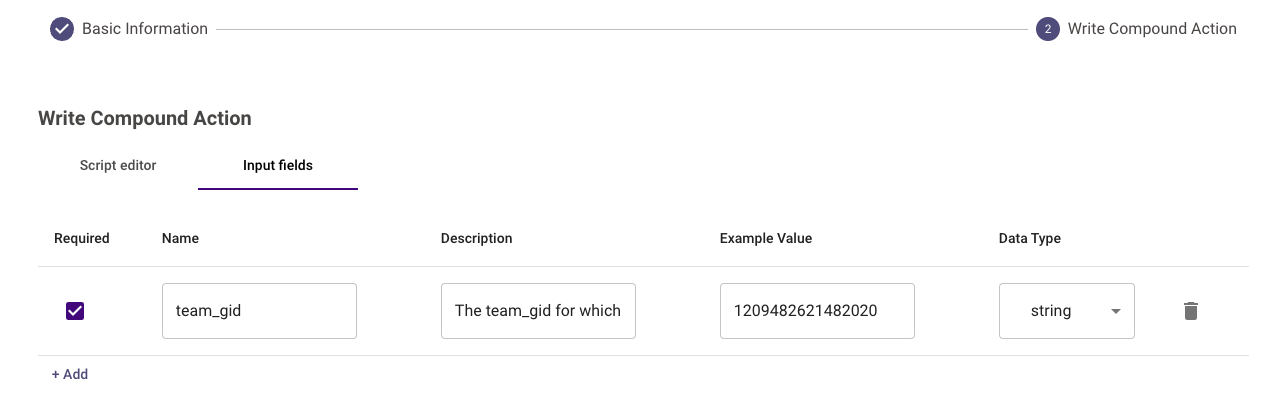 Basic Information
2 Write Compound Action
Write Compound Action
Script editor Input fields
Required Name Description Example Value Data Type
team_gid The team_gid for which 1209482621482020 string
+ Add